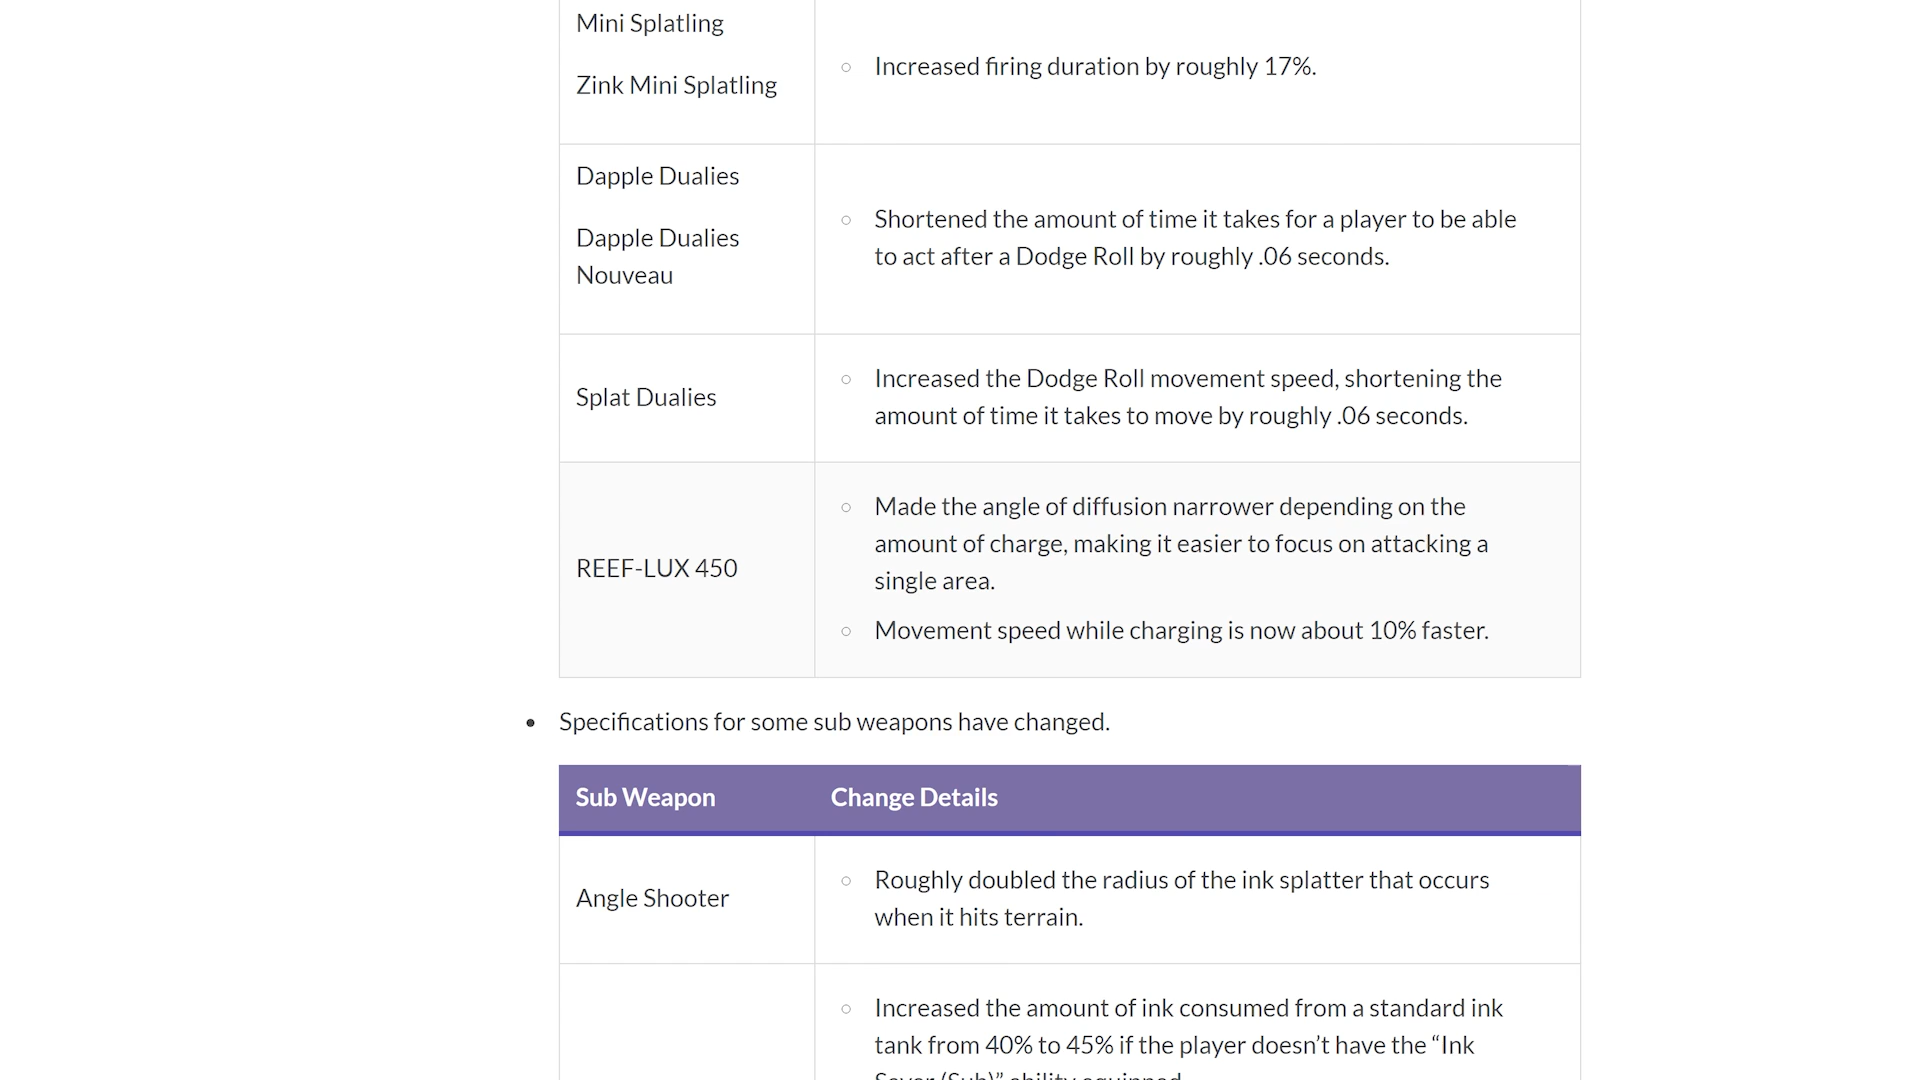 Mini Splatling
Zink Mini Splatling
Increased firing duration by roughly 17%.
Dapple Dualies
Dapple Dualies
Nouveau
Shortened the amount of time it takes for a player to be able
to act after a Dodge Roll by roughly .06 seconds.
Splat Dualies
Increased the Dodge Roll movement speed, shortening the
amount of time it takes to move by roughly .06 seconds.
REEF-LUX 450
Made the angle of diffusion narrower depending on the
amount of charge, making it easier to focus on attacking a
single area.
Movement speed while charging is now about 10% faster.
Specifications for some sub weapons have changed.
Sub Weapon
Change Details
Angle Shooter
Roughly doubled the radius of the ink splatter that occurs
when it hits terrain.
Increased the amount of ink consumed from a standard ink
tank from 40% to 45% if the player doesn’t have the “Ink
Saver (Sub)” ability equipped.